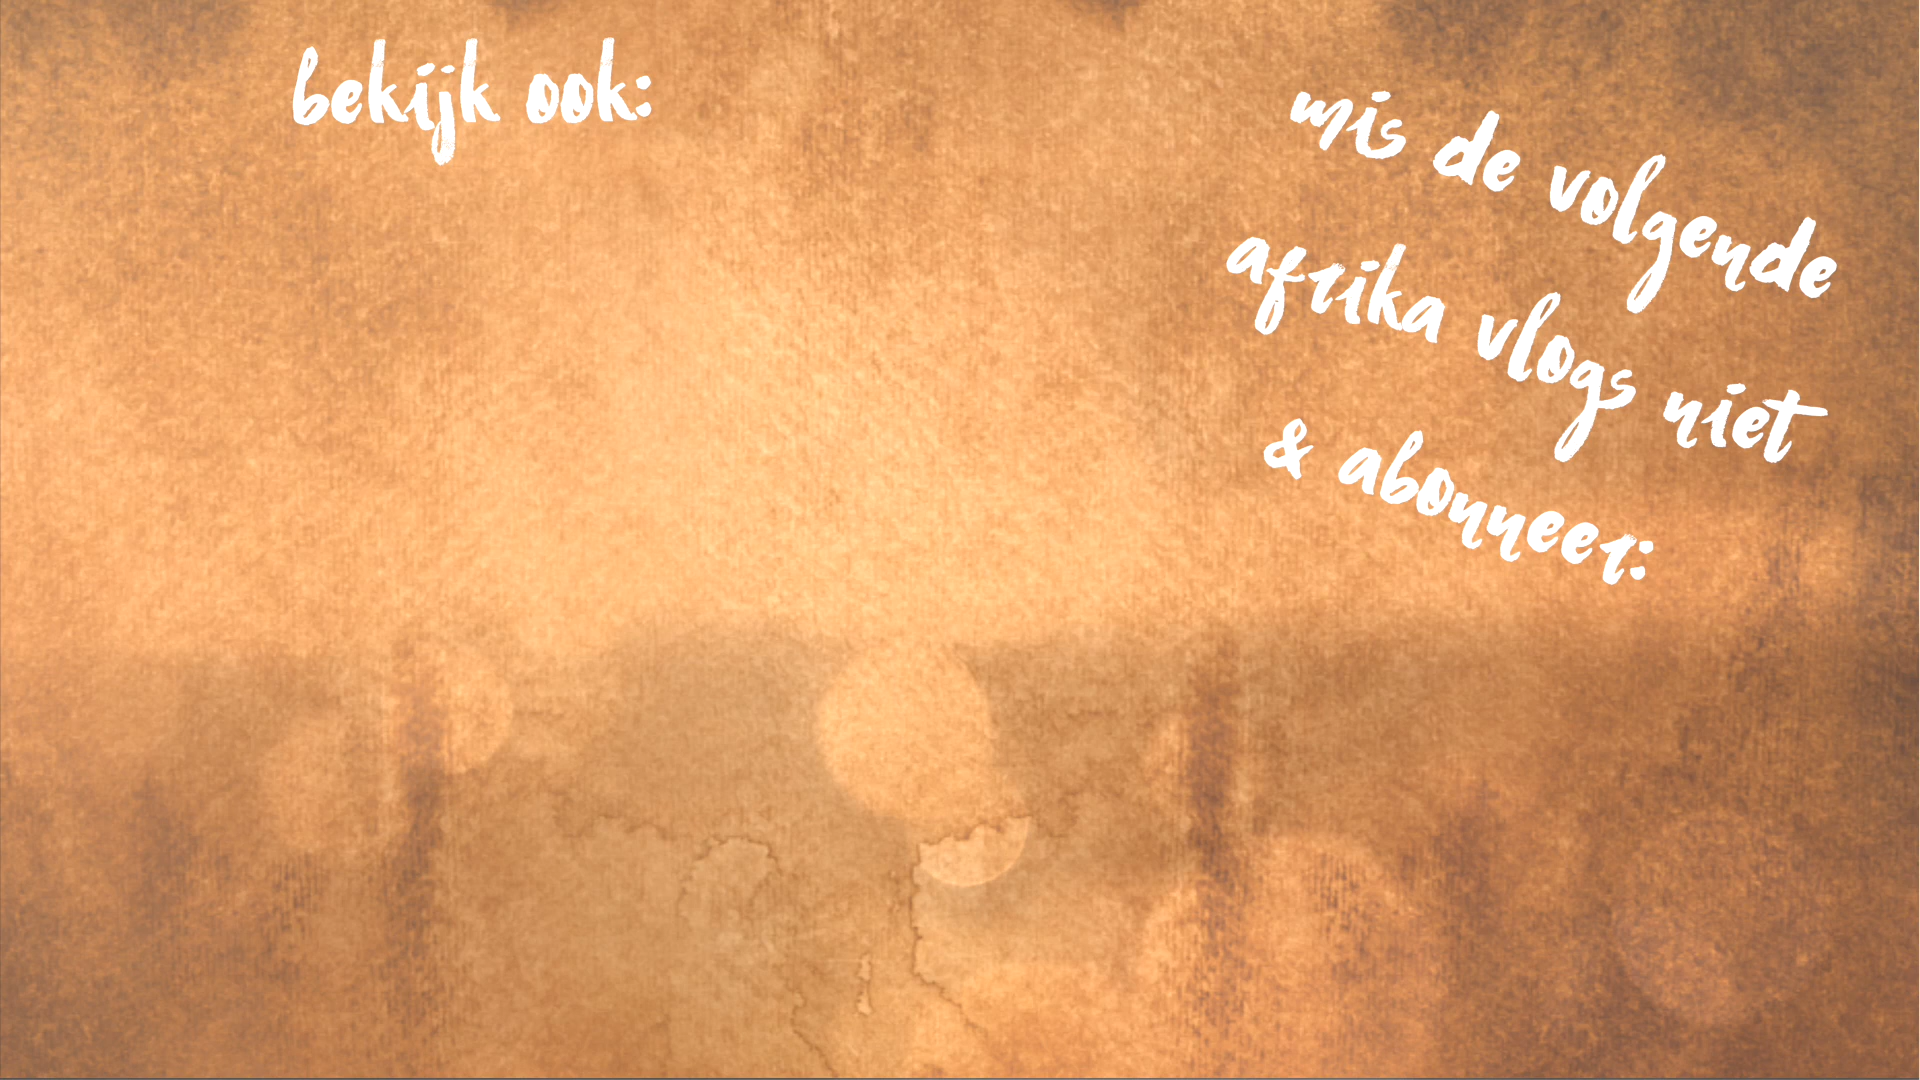 bekijk ook:
mis de volgende
afrika vlogs niet
& abonneer: